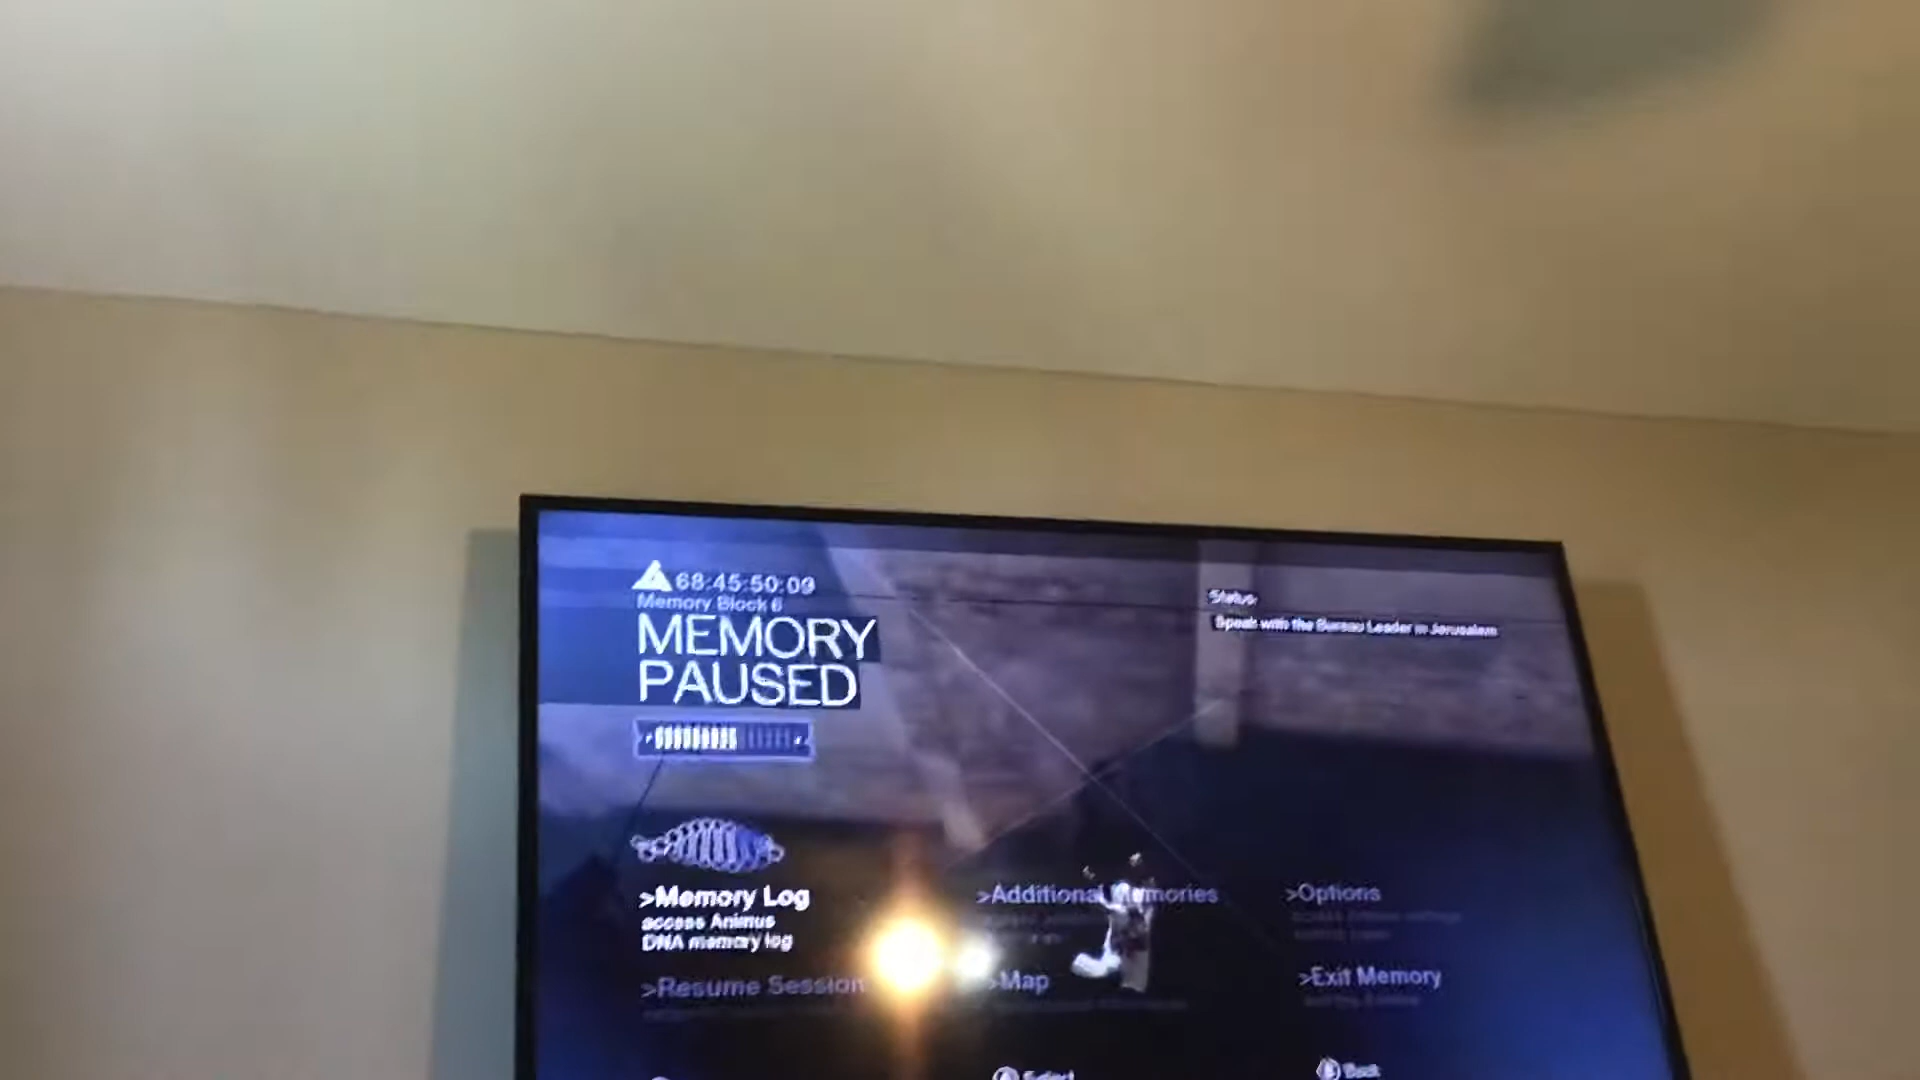 68:45:50:09
Memory Block 6
MEMORY
PAUSED
Status:
Speak with the Bureau Leader in Jerusalem
>Memory Log
access Animus
DNA memory log
>Additional Memories
>Options
>Resume Session
>Map
>Exit Memory
Select
Back